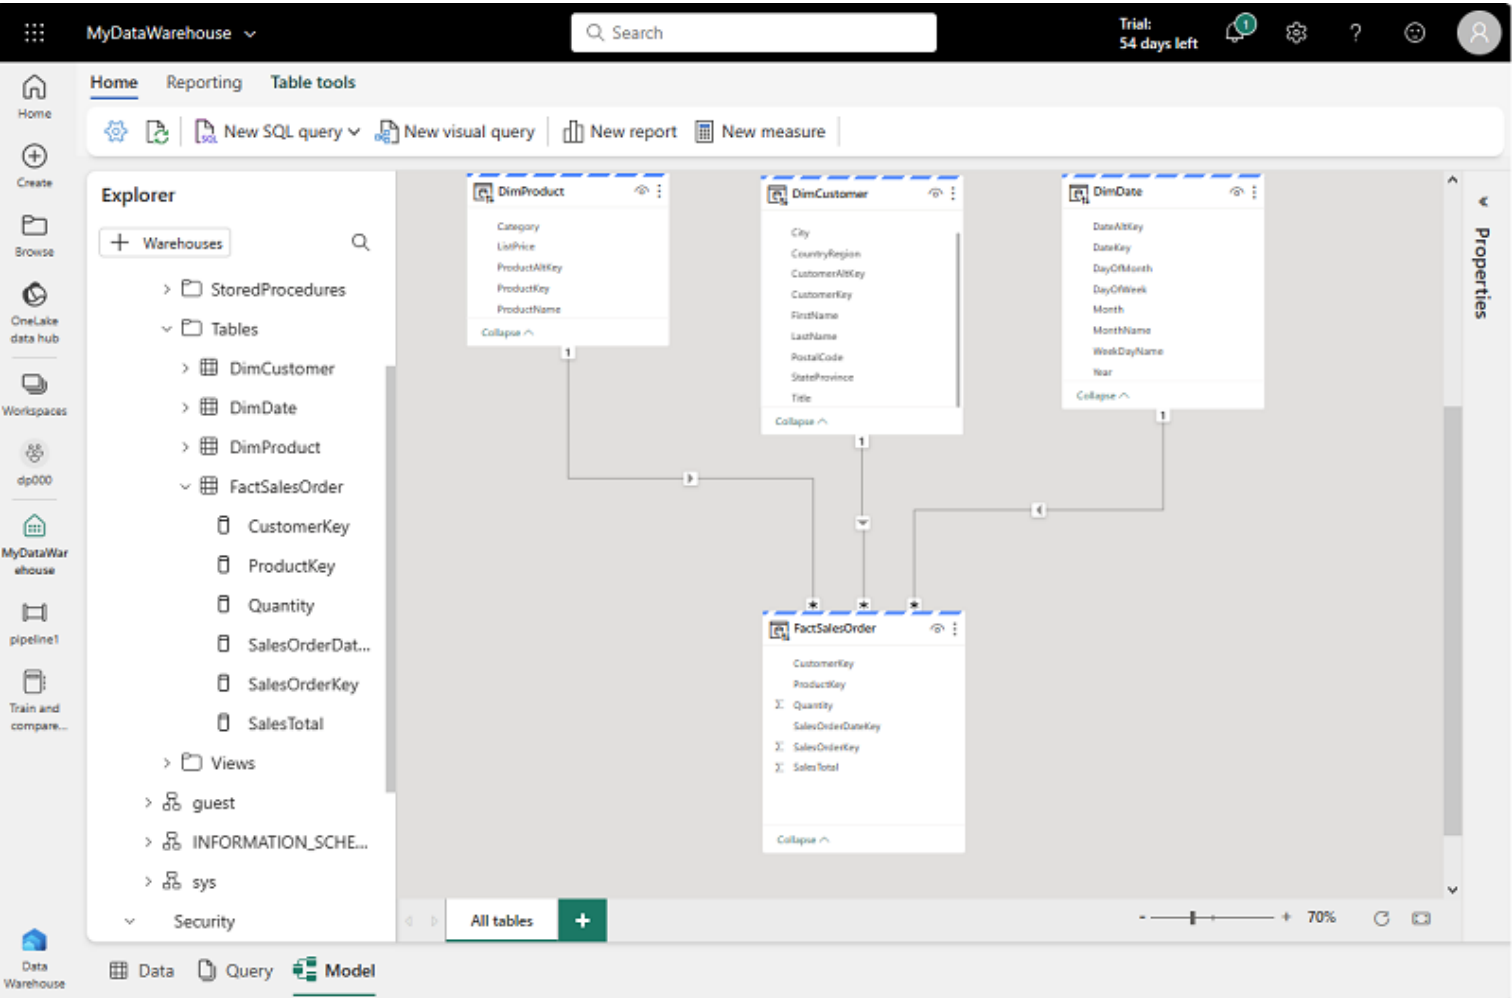 MyDataWarehouse
Search
Trial:
54 days left
1
?
Home
Reporting
Table tools
New SQL query
New visual query
New report
New measure
Home
Create
Browse
OneLake
data hub
Workspaces
dp000
MyDataWar
ehouse
pipeline1
Train and
compare...
Data
Warehouse
Explorer
+ Warehouses
StoredProcedures
Tables
DimCustomer
DimDate
DimProduct
FactSalesOrder
CustomerKey
ProductKey
Quantity
SalesOrderDat...
SalesOrderKey
SalesTotal
Views
guest
INFORMATION_SCHE...
sys
Security
DimProduct
Category
ListPrice
ProductAltKey
ProductKey
ProductName
Collapse
1
DimCustomer
City
CountryRegion
CustomerAltKey
CustomerKey
FirstName
LastName
PostalCode
StateProvince
Title
Collapse
1
DimDate
DateAltKey
DateKey
DayOfMonth
DayOfWeek
Month
MonthName
WeekDayName
Year
Collapse
1
* * *
FactSalesOrder
CustomerKey
ProductKey
Σ Quantity
SalesOrderDateKey
Σ SalesOrderKey
Σ SalesTotal
Collapse
Properties
All tables
+
- + 70%
Data
Query
Model